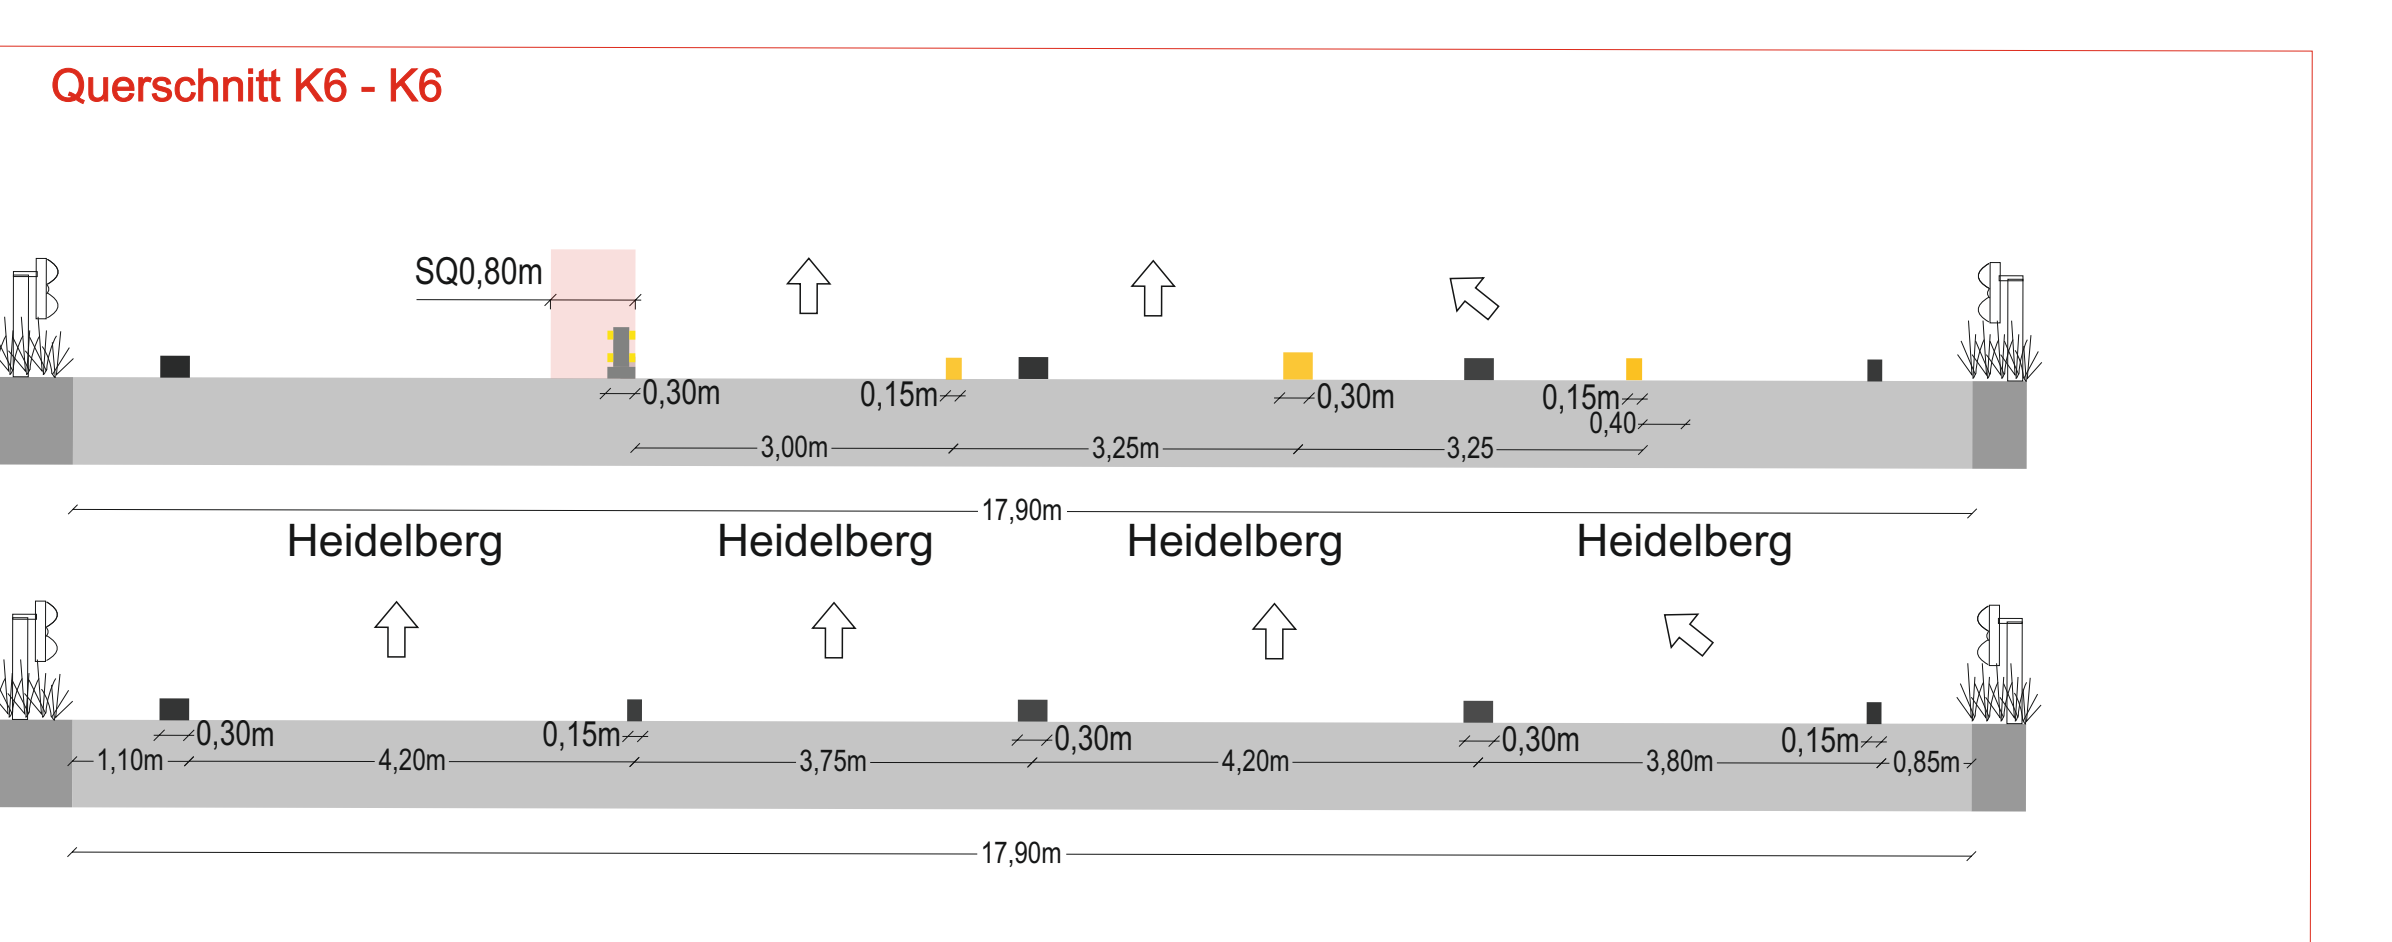 Querschnitt K6 - K6
SQ0,80m
0,30m 0,15m 0,30m 0,15m
0,40
3,00m 3,25m 3,25
17,90m
Heidelberg Heidelberg Heidelberg Heidelberg
0,30m 0,15m 0,30m 0,30m 0,15m
1,10m 4,20m 3,75m 4,20m 3,80m 0,85m
17,90m